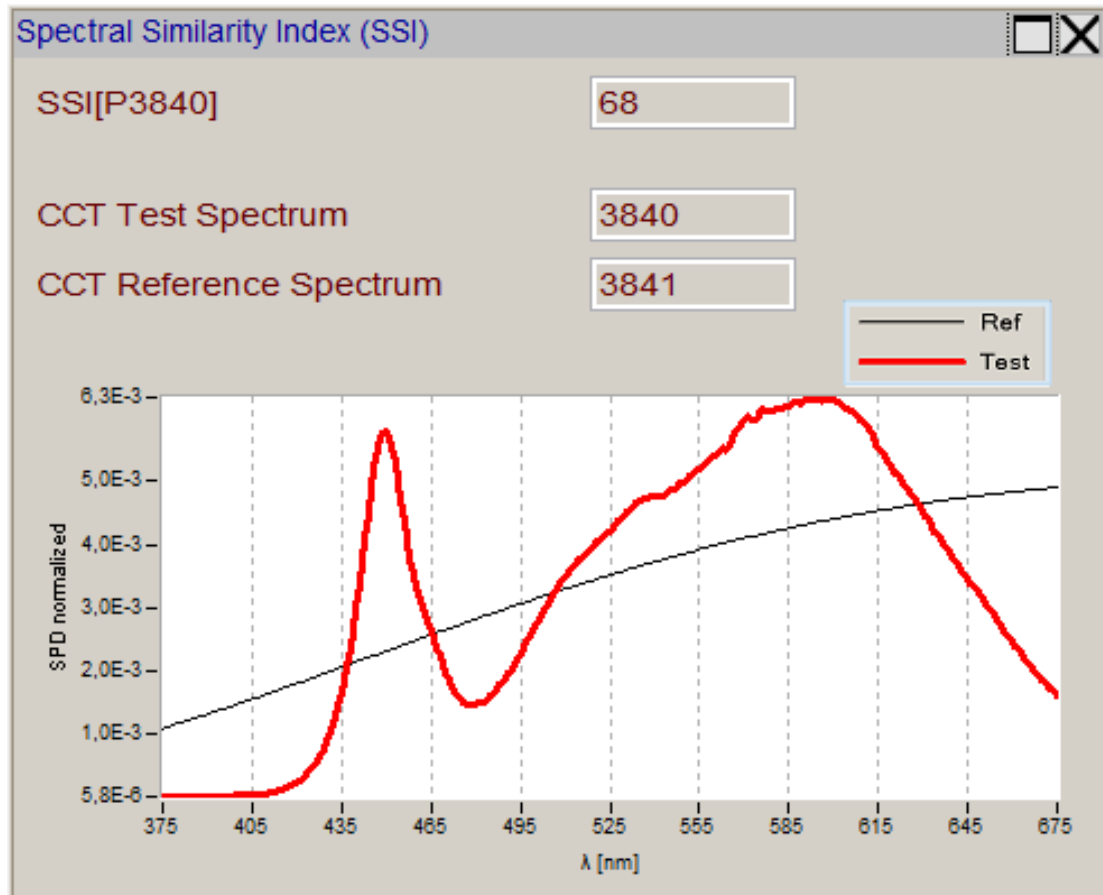 Spectral Similarity Index (SSI)
SSI[P3840] 68
CCT Test Spectrum 3840
CCT Reference Spectrum 3841
Ref
Test
6,3E-3
5,0E-3
4,0E-3
3,0E-3
2,0E-3
1,0E-3
5,8E-6
SPD normalized
375 405 435 465 495 525 555 585 615 645 675
λ [nm]